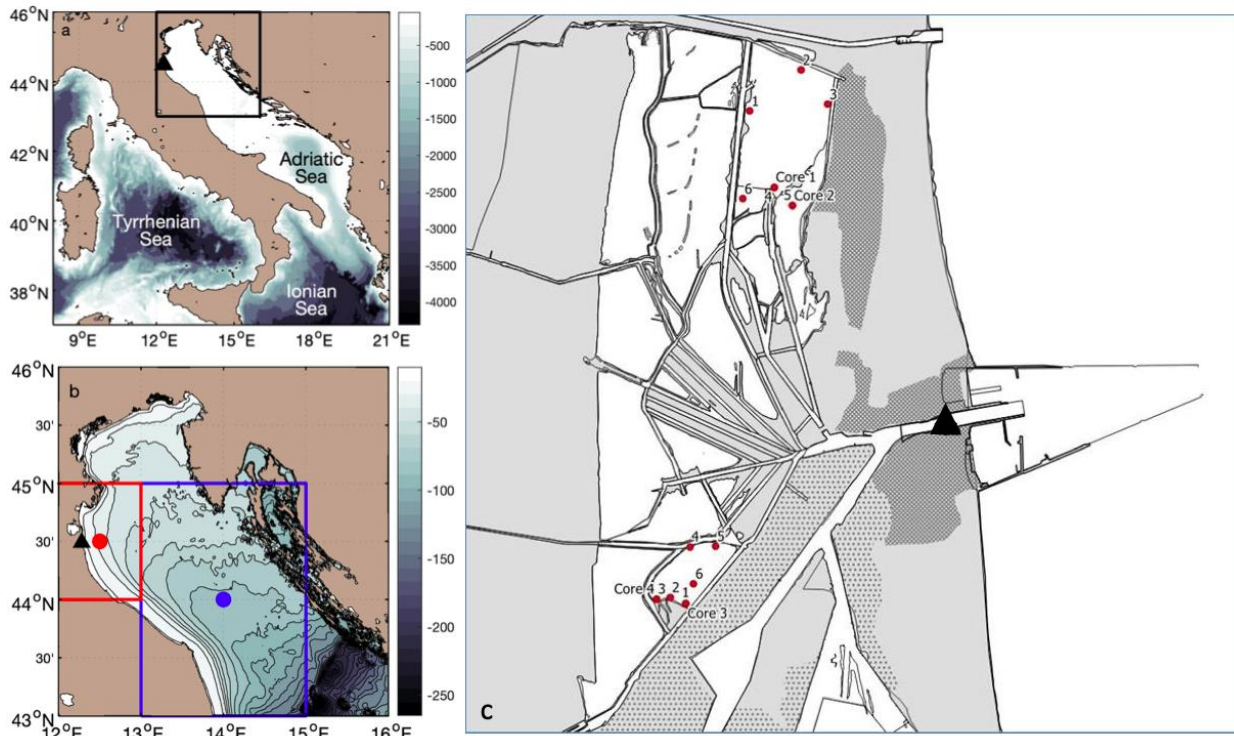 a
46°N
44°N
42°N
40°N
38°N
9°E 12°E 15°E 18°E 21°E
Adriatic
Sea
Tyrrhenian
Sea
Ionian
Sea
-500
-1000
-1500
-2000
-2500
-3000
-3500
-4000
b
46°N
30'
45°N
30'
44°N
30'
43°N
12°E 13°E 14°E 15°E 16°E
-50
-100
-150
-200
-250
2
3
1
Core 1
6 4 5 Core 2
4 5
6
Core 4 3 2 1
Core 3
C